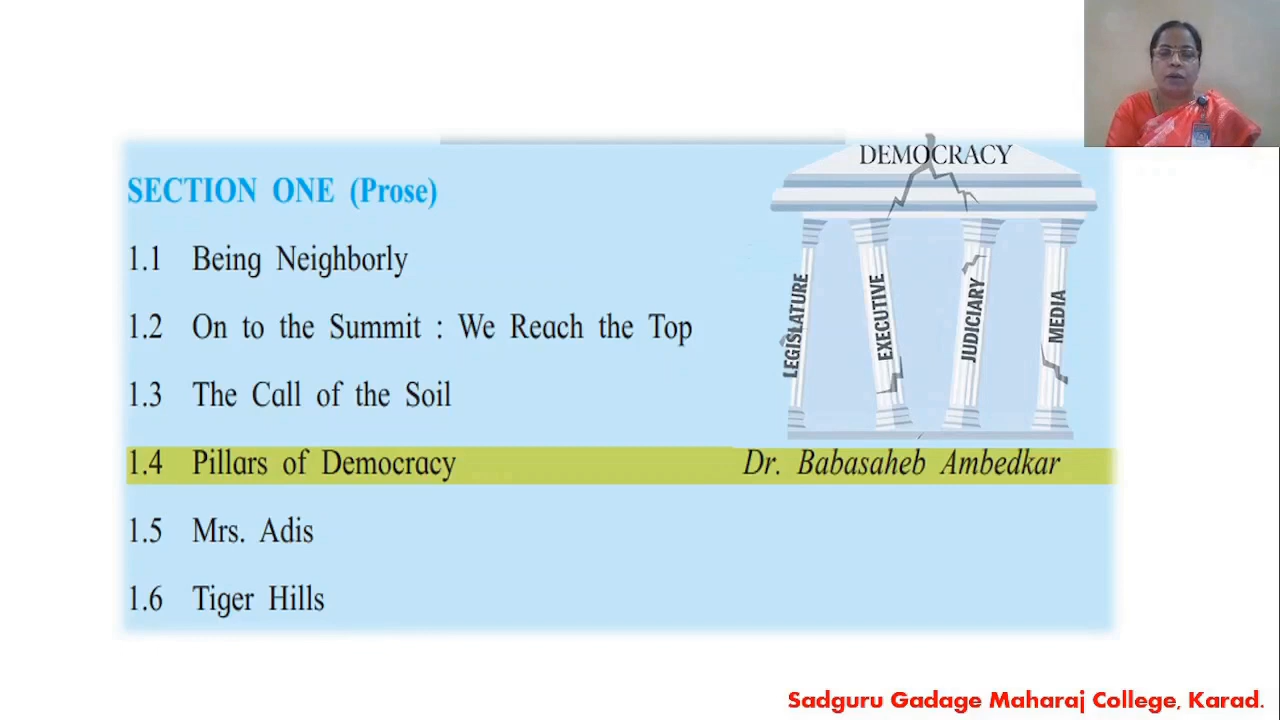 DEMOCRACY
SECTION ONE (Prose)
1.1 Being Neighborly
1.2 On to the Summit : We Reach the Top
1.3 The Call of the Soil
LEGISLATURE
EXECUTIVE
JUDICIARY
MEDIA
1.4 Pillars of Democracy Dr. Babasaheb Ambedkar
1.5 Mrs. Adis
1.6 Tiger Hills
Sadguru Gadage Maharaj College, Karad.